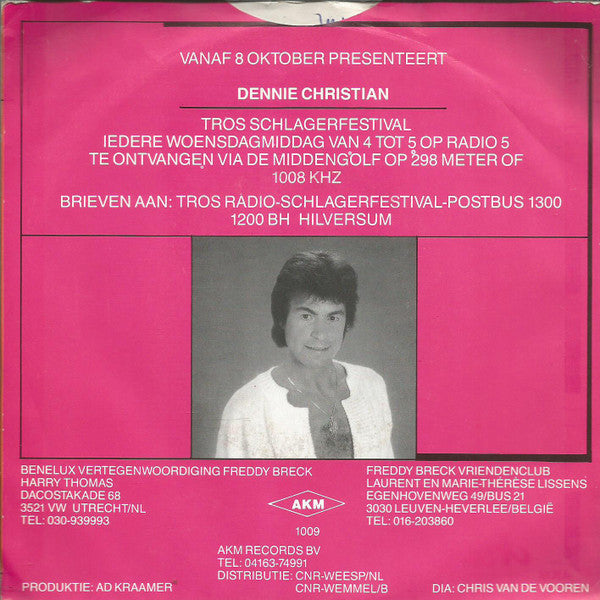 VANAF 8 OKTOBER PRESENTEERT
DENNIE CHRISTIAN
TROS SCHLAGERFESTIVAL
IEDERE WOENSDAGMIDDAG VAN 4 TOT 5 OP RADIO 5
TE ONTVANGEN VIA DE MIDDENGOLF OP 298 METER OF
1008 KHZ
BRIEVEN AAN: TROS RADIO-SCHLAGERFESTIVAL-POSTBUS 1300
1200 BH HILVERSUM
BENELUX VERTEGENWOORDIGING FREDDY BRECK
HARRY THOMAS
DACOSTAKADE 68
3521 VW UTRECHT/NL
TEL: 030-939993
FREDDY BRECK VRIENDENCLUB
LAURENT EN MARIE-THÉRÈSE LISSENS
EGENHOVENWEG 49/BUS 21
3030 LEUVEN-HEVERLEE/BELGIË
TEL: 016-203860
AKM
1009
AKM RECORDS BV
TEL: 04163-74991
DISTRIBUTIE: CNR-WEESP/NL
CNR-WEMMEL/B
PRODUKTIE: AD KRAAMER
DIA: CHRIS VAN DE VOOREN